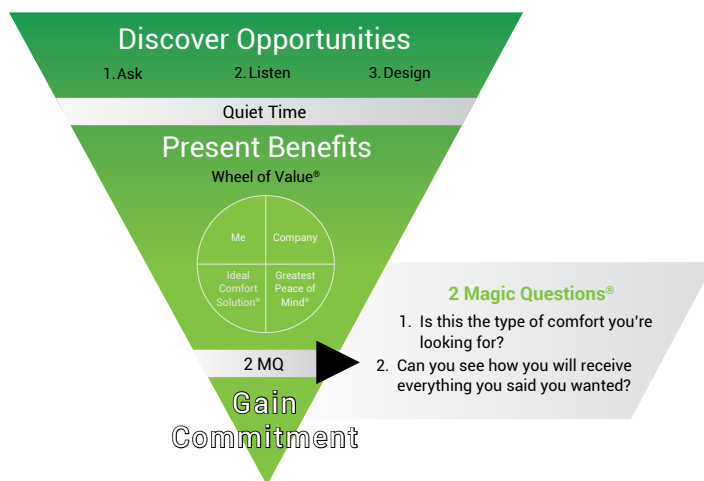 Discover Opportunities
1. Ask 2. Listen 3. Design
Quiet Time
Present Benefits
Wheel of Value®
Me Company
Ideal Comfort Solution® Greatest Peace of Mind®
2 MQ
Gain
Commitment
2 Magic Questions®
1. Is this the type of comfort you're
looking for?
2. Can you see how you will receive
everything you said you wanted?